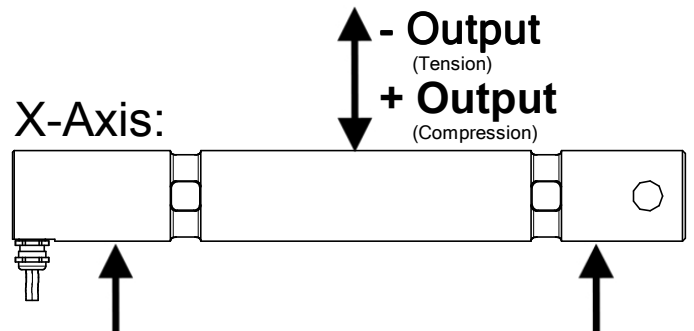 - Output
(Tension)
+ Output
(Compression)
X-Axis: